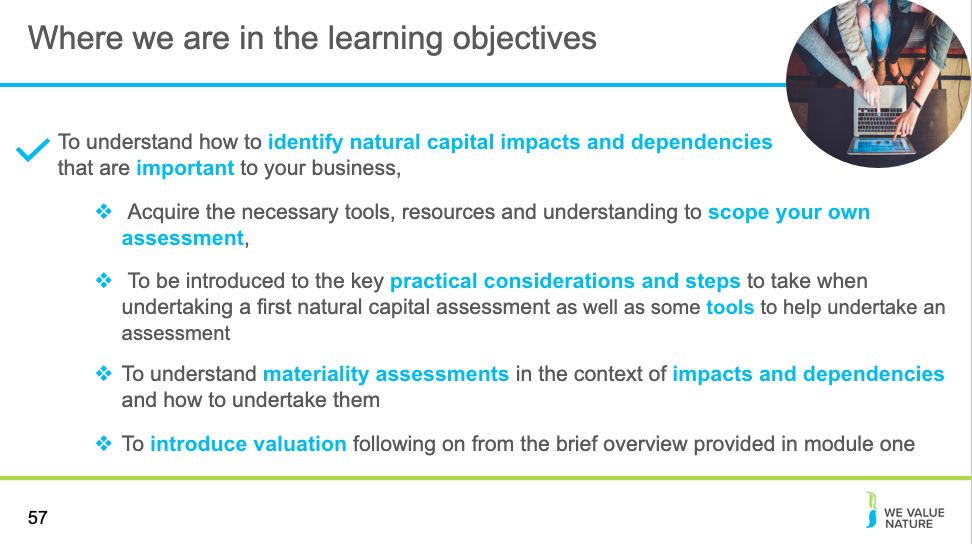 Where we are in the learning objectives
To understand how to identify natural capital impacts and dependencies
that are important to your business,
❖ Acquire the necessary tools, resources and understanding to scope your own
assessment,
❖ To be introduced to the key practical considerations and steps to take when
undertaking a first natural capital assessment as well as some tools to help undertake an
assessment
❖ To understand materiality assessments in the context of impacts and dependencies
and how to undertake them
❖ To introduce valuation following on from the brief overview provided in module one
57
WE VALUE
NATURE